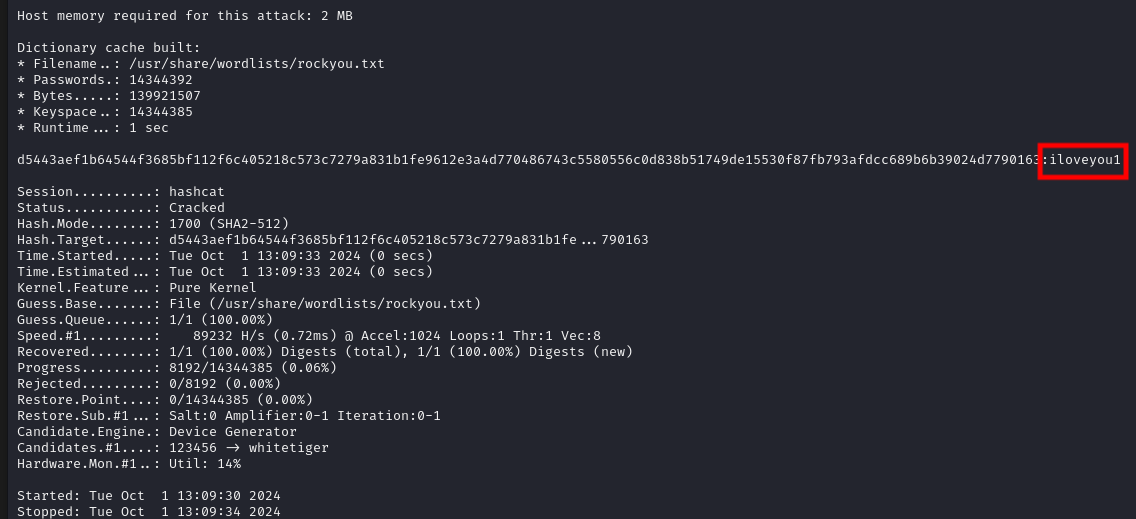 Host memory required for this attack: 2 MB
Dictionary cache built:
* Filename..: /usr/share/wordlists/rockyou.txt
* Passwords.: 14344392
* Bytes.....: 139921507
* Keyspace..: 14344385
* Runtime...: 1 sec
d5443aef1b64544f3685bf112f6c405218c573c7279a831b1fe9612e3a4d770486743c5580556c0d838b51749de15530f87fb793afdcc689b6b39024d7790163:iloveyou1
Session..........: hashcat
Status...........: Cracked
Hash.Mode........: 1700 (SHA2-512)
Hash.Target......: d5443aef1b64544f3685bf112f6c405218c573c7279a831b1fe...790163
Time.Started.....: Tue Oct  1 13:09:33 2024 (0 secs)
Time.Estimated...: Tue Oct  1 13:09:33 2024 (0 secs)
Kernel.Feature...: Pure Kernel
Guess.Base.......: File (/usr/share/wordlists/rockyou.txt)
Guess.Queue......: 1/1 (100.00%)
Speed.#1.........:    89232 H/s (0.72ms) @ Accel:1024 Loops:1 Thr:1 Vec:8
Recovered........: 1/1 (100.00%) Digests (total), 1/1 (100.00%) Digests (new)
Progress.........: 8192/14344385 (0.06%)
Rejected.........: 0/8192 (0.00%)
Restore.Point....: 0/14344385 (0.00%)
Restore.Sub.#1...: Salt:0 Amplifier:0-1 Iteration:0-1
Candidate.Engine.: Device Generator
Candidates.#1....: 123456 -> whitetiger
Hardware.Mon.#1..: Util: 14%
Started: Tue Oct  1 13:09:30 2024
Stopped: Tue Oct  1 13:09:34 2024